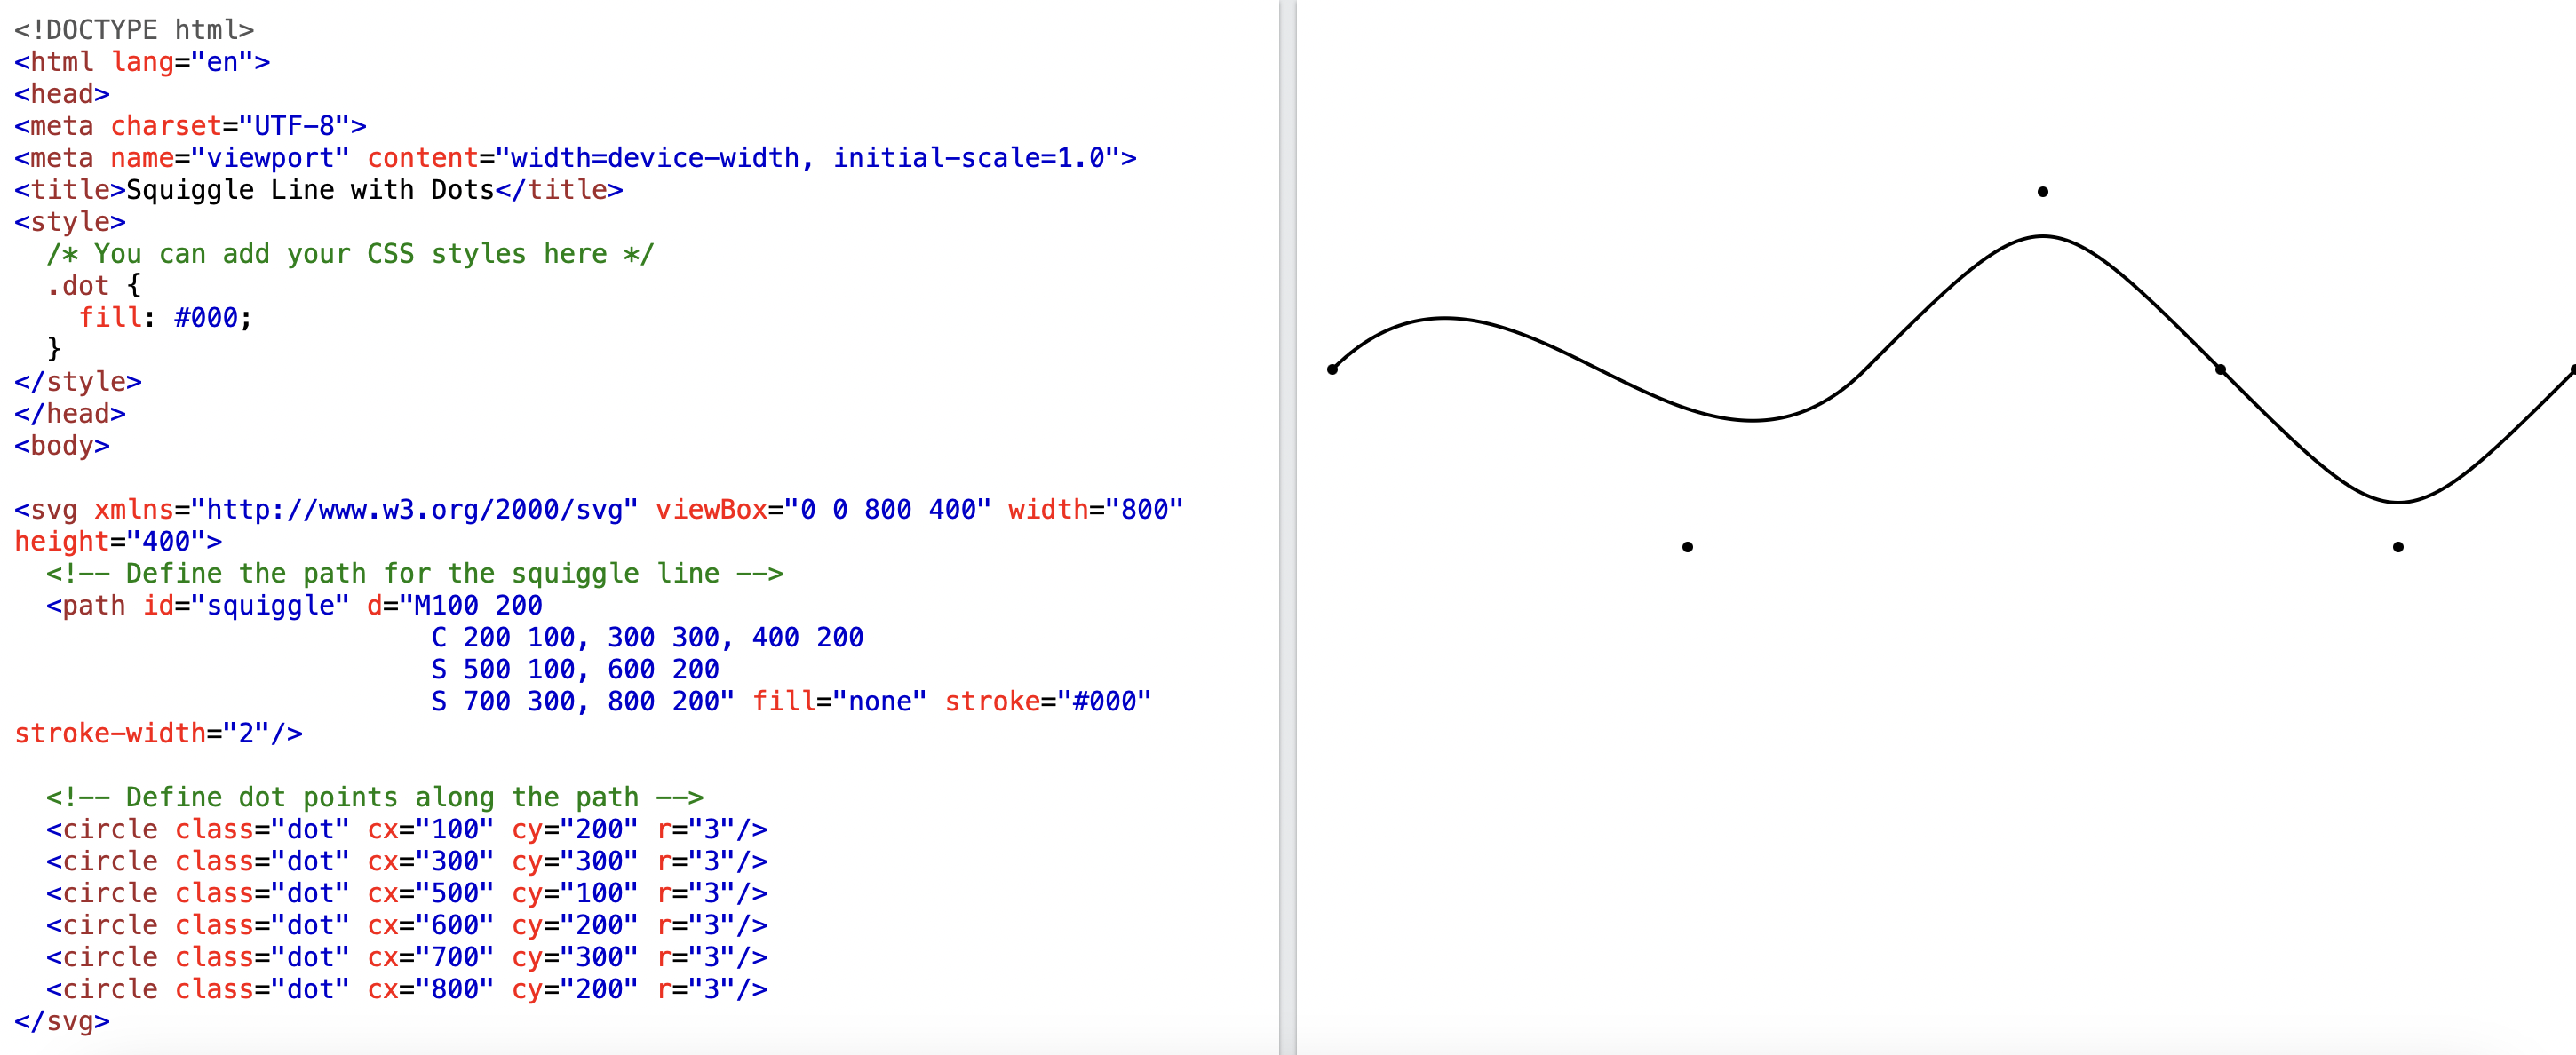 <!DOCTYPE html>
<html lang="en">
<head>
<meta charset="UTF-8">
<meta name="viewport" content="width=device-width, initial-scale=1.0">
<title>Squiggle Line with Dots</title>
<style>
  /* You can add your CSS styles here */
  .dot {
    fill: #000;
  }
</style>
</head>
<body>

<svg xmlns="http://www.w3.org/2000/svg" viewBox="0 0 800 400" width="800"
height="400">
  <!-- Define the path for the squiggle line -->
  <path id="squiggle" d="M100 200
                          C 200 100, 300 300, 400 200
                          S 500 100, 600 200
                          S 700 300, 800 200" fill="none" stroke="#000"
stroke-width="2"/>

  <!-- Define dot points along the path -->
  <circle class="dot" cx="100" cy="200" r="3"/>
  <circle class="dot" cx="300" cy="300" r="3"/>
  <circle class="dot" cx="500" cy="100" r="3"/>
  <circle class="dot" cx="600" cy="200" r="3"/>
  <circle class="dot" cx="700" cy="300" r="3"/>
  <circle class="dot" cx="800" cy="200" r="3"/>
</svg>